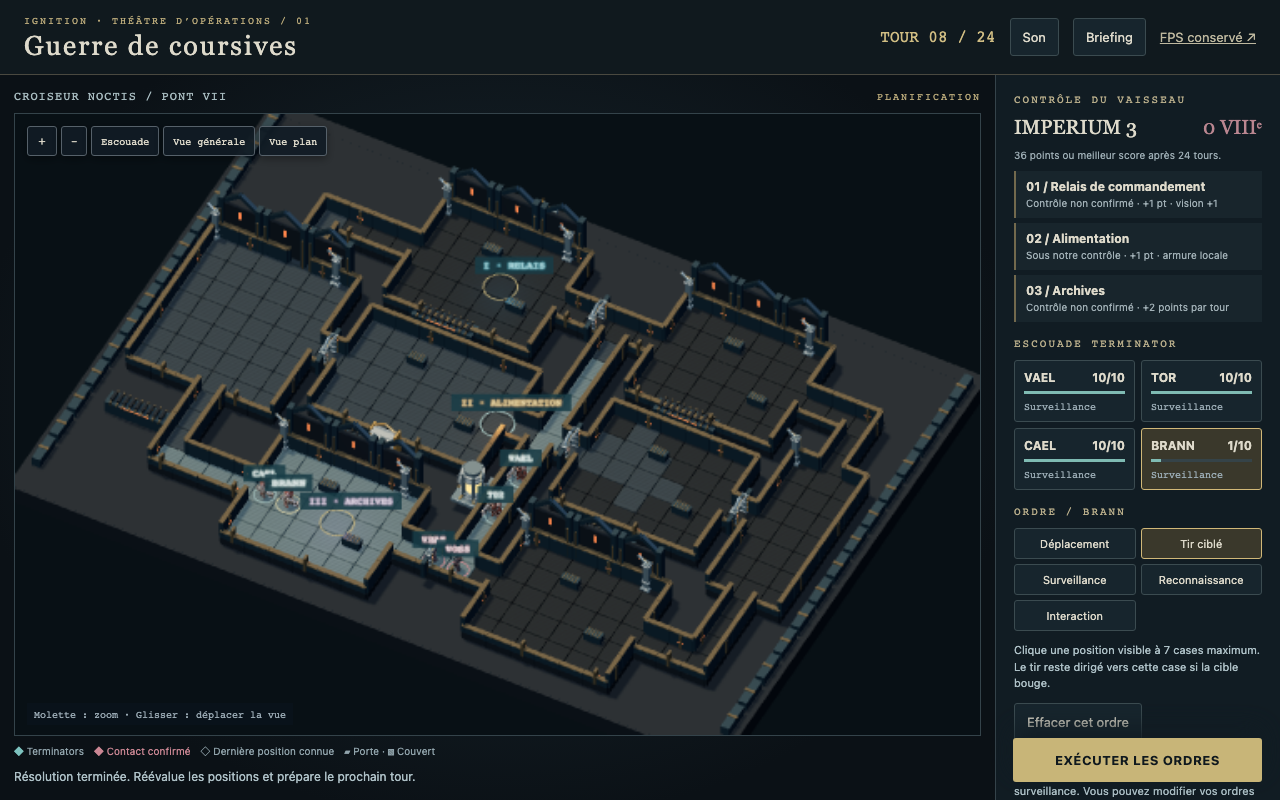 IGNITION · THÉÂTRE D’OPÉRATIONS / 01
Guerre de coursives
TOUR 08 / 24
Son
Briefing
FPS conservé ↗
CROISEUR NOCTIS / PONT VII
PLANIFICATION
+
−
Escouade
Vue générale
Vue plan
I · RELAIS
II · ALIMENTATION
VAEL
TOR
CAEL
BRANN
III · ARCHIVES
VOSS
Molette : zoom · Glisser : déplacer la vue
Terminators
Contact confirmé
Dernière position connue
Porte · Couvert
Résolution terminée. Réévalue les positions et prépare le prochain tour.
CONTRÔLE DU VAISSEAU
IMPERIUM 3
0 VIIIᵉ
36 points ou meilleur score après 24 tours.
01 / Relais de commandement
Contrôle non confirmé · +1 pt · vision +1
02 / Alimentation
Sous notre contrôle · +1 pt · armure locale
03 / Archives
Contrôle non confirmé · +2 points par tour
ESCOUADE TERMINATOR
VAEL 10/10
Surveillance
TOR 10/10
Surveillance
CAEL 10/10
Surveillance
BRANN 1/10
Surveillance
ORDRE / BRANN
Déplacement
Tir ciblé
Surveillance
Reconnaissance
Interaction
Clique une position visible à 7 cases maximum.
Le tir reste dirigé vers cette case si la cible
bouge.
Effacer cet ordre
EXÉCUTER LES ORDRES
surveillance. Vous pouvez modifier vos ordres